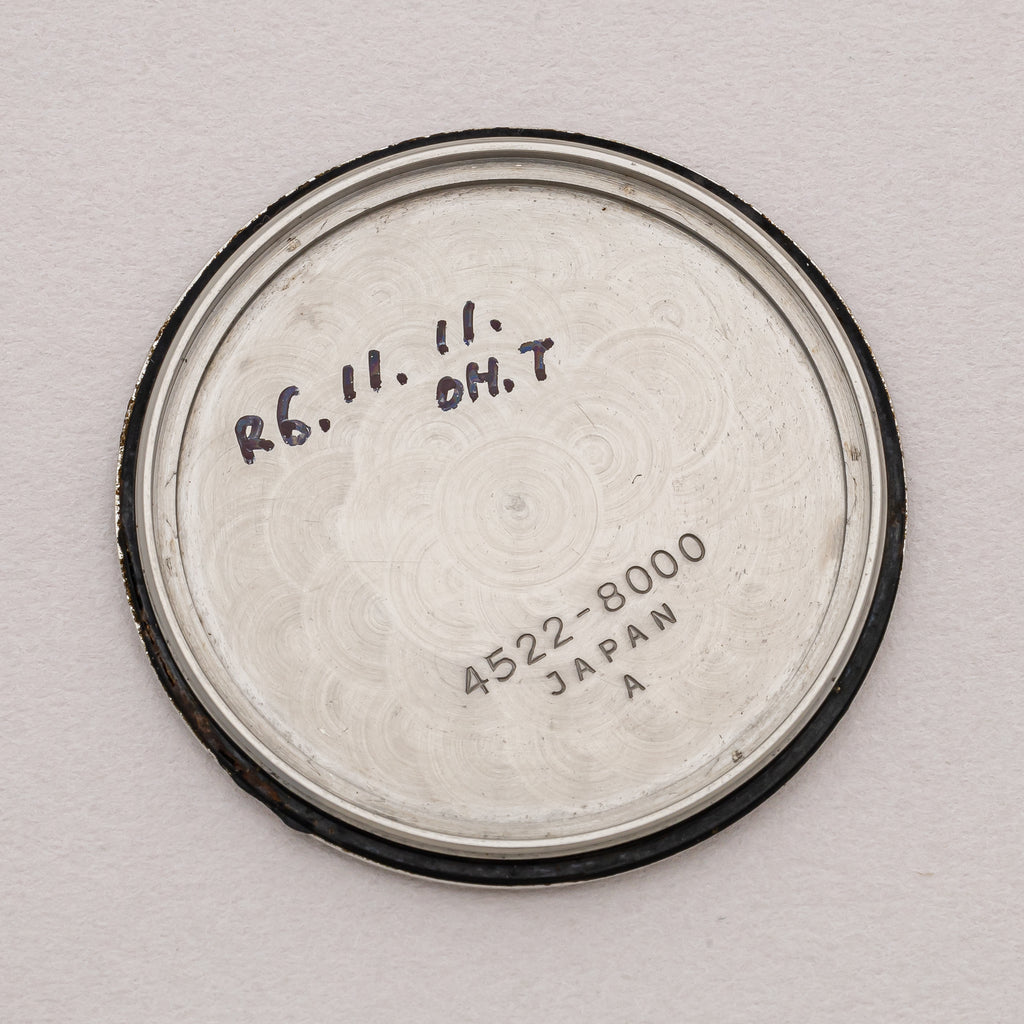 R6.11.11.
OH.T
4522-8000
JAPAN
A